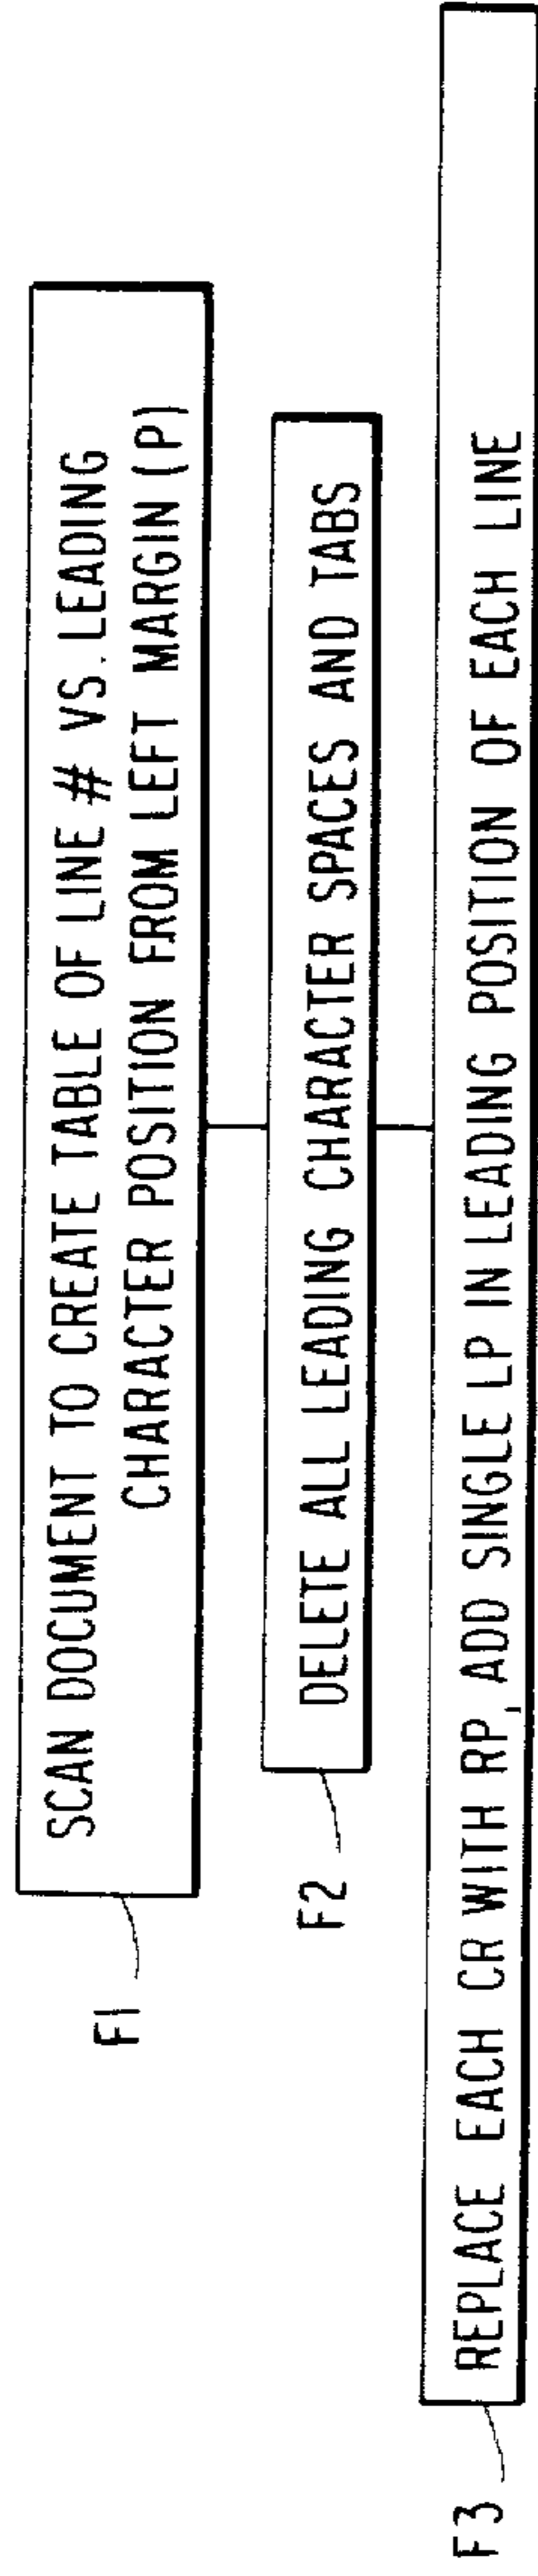 F1
SCAN DOCUMENT TO CREATE TABLE OF LINE # VS. LEADING
CHARACTER POSITION FROM LEFT MARGIN (P)
F2
DELETE ALL LEADING CHARACTER SPACES AND TABS
F3
REPLACE EACH CR WITH RP, ADD SINGLE LP IN LEADING POSITION OF EACH LINE